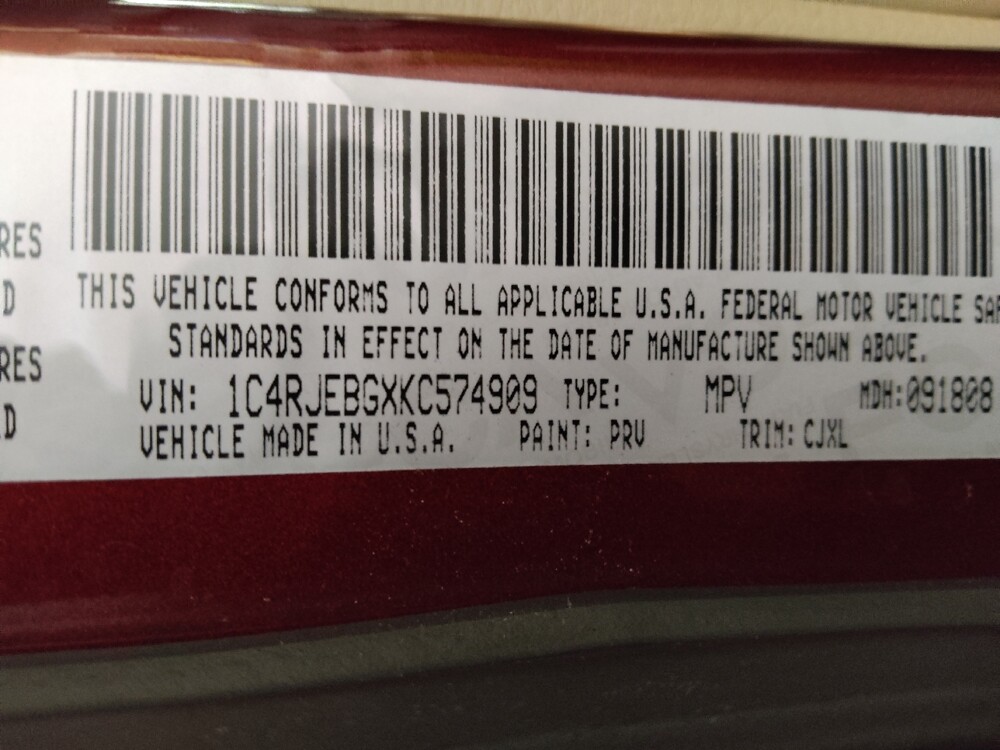 RES
D
RES
D
THIS VEHICLE CONFORMS TO ALL APPLICABLE U.S.A. FEDERAL MOTOR VEHICLE SAF
STANDARDS IN EFFECT ON THE DATE OF MANUFACTURE SHOWN ABOVE.
VIN: 1C4RJEBGXKC574909 TYPE: MPV MDH:091808
VEHICLE MADE IN U.S.A. PAINT: PRV TRIM: CJXL